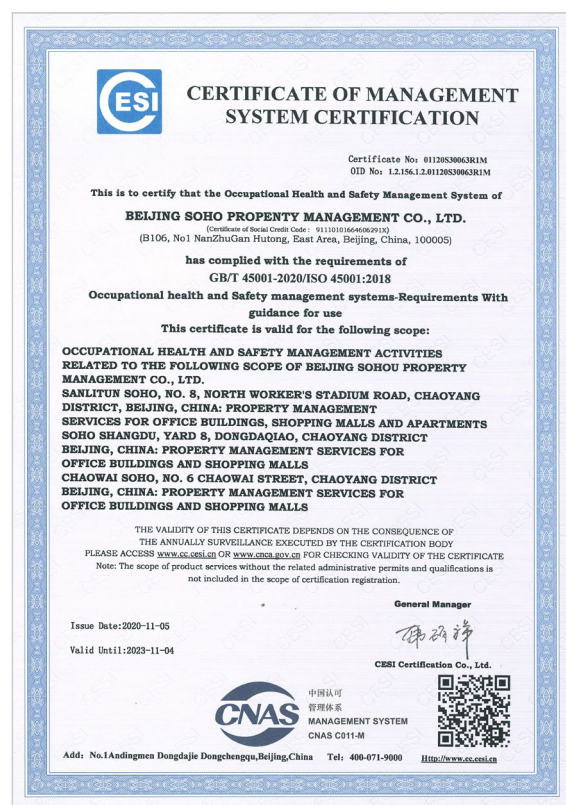 CESI
CERTIFICATE OF MANAGEMENT
SYSTEM CERTIFICATION
Certificate No: 01120S30063R1M
OID No: 1.2.156.1.2.01120S30063R1M
This is to certify that the Occupational Health and Safety Management System of
BEIJING SOHO PROPENTY MANAGEMENT CO., LTD.
(Certificate of Social Credit Code : 91110101664606291X)
(B106, No1 NanZhuGan Hutong, East Area, Beijing, China, 100005)
has complied with the requirements of
GB/T 45001-2020/ISO 45001:2018
Occupational health and Safety management systems-Requirements With
guidance for use
This certificate is valid for the following scope:
OCCUPATIONAL HEALTH AND SAFETY MANAGEMENT ACTIVITIES
RELATED TO THE FOLLOWING SCOPE OF BEIJING SOHOU PROPERTY
MANAGEMENT CO., LTD.
SANLITUN SOHO, NO. 8, NORTH WORKER'S STADIUM ROAD, CHAOYANG
DISTRICT, BEIJING, CHINA: PROPERTY MANAGEMENT
SERVICES FOR OFFICE BUILDINGS, SHOPPING MALLS AND APARTMENTS
SOHO SHANGDU, YARD 8, DONGDAQIAO, CHAOYANG DISTRICT
BEIJING, CHINA: PROPERTY MANAGEMENT SERVICES FOR
OFFICE BUILDINGS AND SHOPPING MALLS
CHAOWAI SOHO, NO. 6 CHAOWAI STREET, CHAOYANG DISTRICT
BEIJING, CHINA: PROPERTY MANAGEMENT SERVICES FOR
OFFICE BUILDINGS AND SHOPPING MALLS
THE VALIDITY OF THIS CERTIFICATE DEPENDS ON THE CONSEQUENCE OF
THE ANNUALLY SURVEILLANCE EXECUTED BY THE CERTIFICATION BODY
PLEASE ACCESS www.cc.cesi.cn OR www.cnca.gov.cn FOR CHECKING VALIDITY OF THE CERTIFICATE
Note: The scope of product services without the related administrative permits and qualifications is
not included in the scope of certification registration.
General Manager
Issue Date:2020-11-05
Valid Until:2023-11-04
CESI Certification Co., Ltd.
中国认可
管理体系
CNAS
MANAGEMENT SYSTEM
CNAS C011-M
Add: No.1Andingmen Dongdajie Dongchengqu,Beijing,China Tel: 400-071-9000 Http://www.cc.cesi.cn